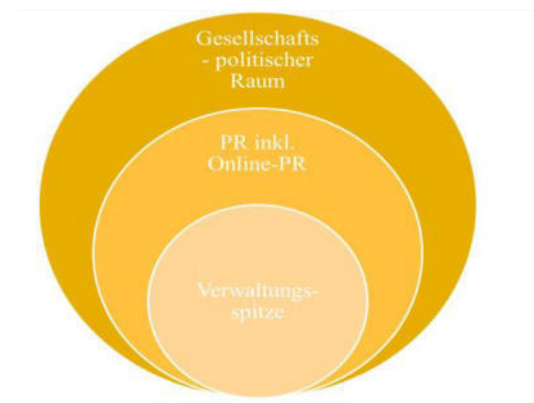 Gesellschafts
- politischer
Raum
PR inkl.
Online-PR
Verwaltungs-
spitze